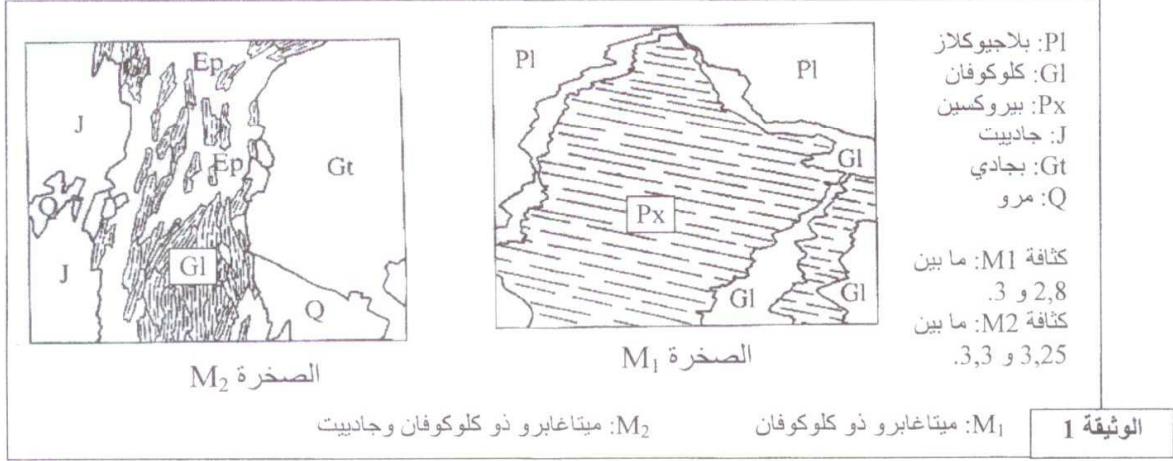 Pl: بلاجيوكلاز
Gl: كلوكوفان
Px: بيروكسين
J: جادييت
Gt: بجادي
Q: مرو
كثافة M1: ما بين
2,8 و 3.
كثافة M2: ما بين
3,25 و 3,3.
Pl
Pl
Gl
Px
Gl
Gl
الصخرة M₁
Gl
Ep
J
Ep
Gt
Q
Gl
J
Q
الصخرة M₂
M₁: ميتاغابرو ذو كلوكوفان
M₂: ميتاغابرو ذو كلوكوفان وجادييت
الوثيقة 1